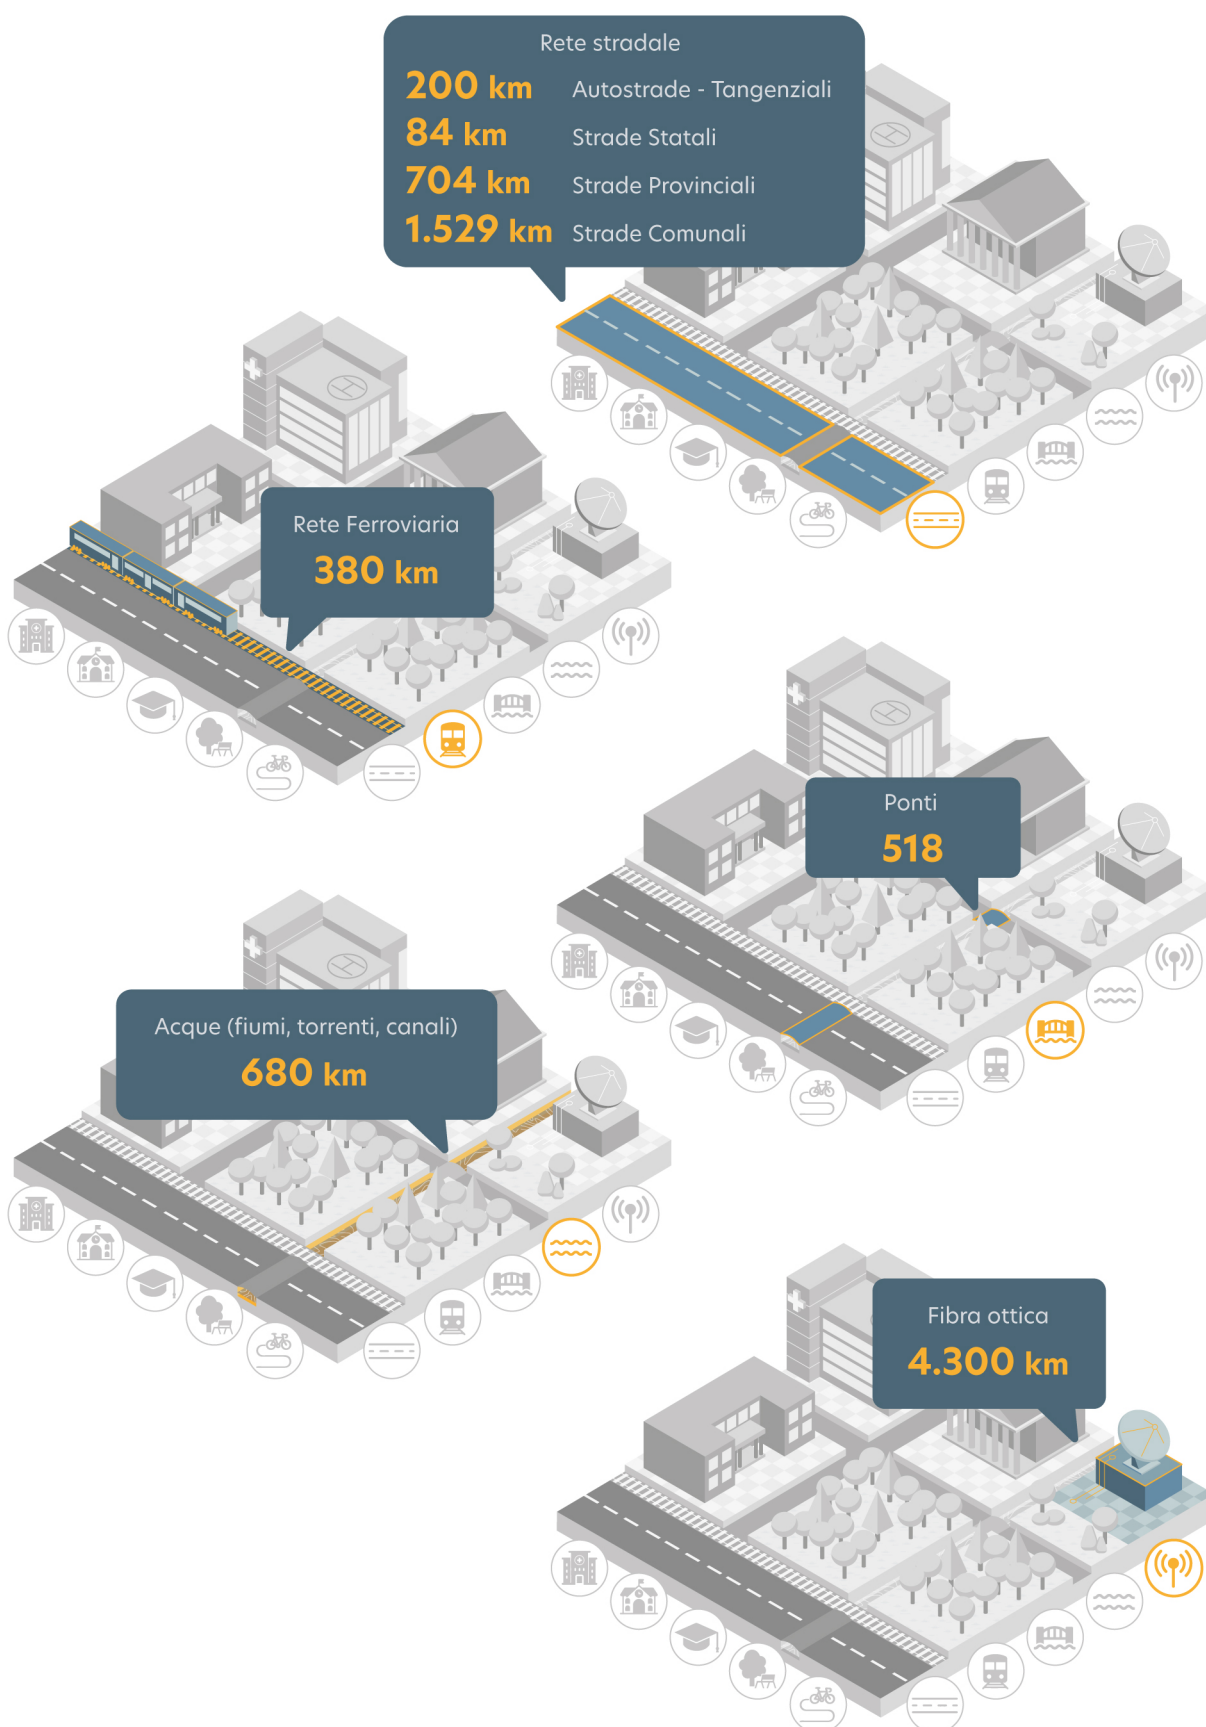 Rete stradale
200 km Autostrade - Tangenziali
84 km Strade Statali
704 km Strade Provinciali
1.529 km Strade Comunali
Rete Ferroviaria
380 km
Ponti
518
Acque (fiumi, torrenti, canali)
680 km
Fibra ottica
4.300 km